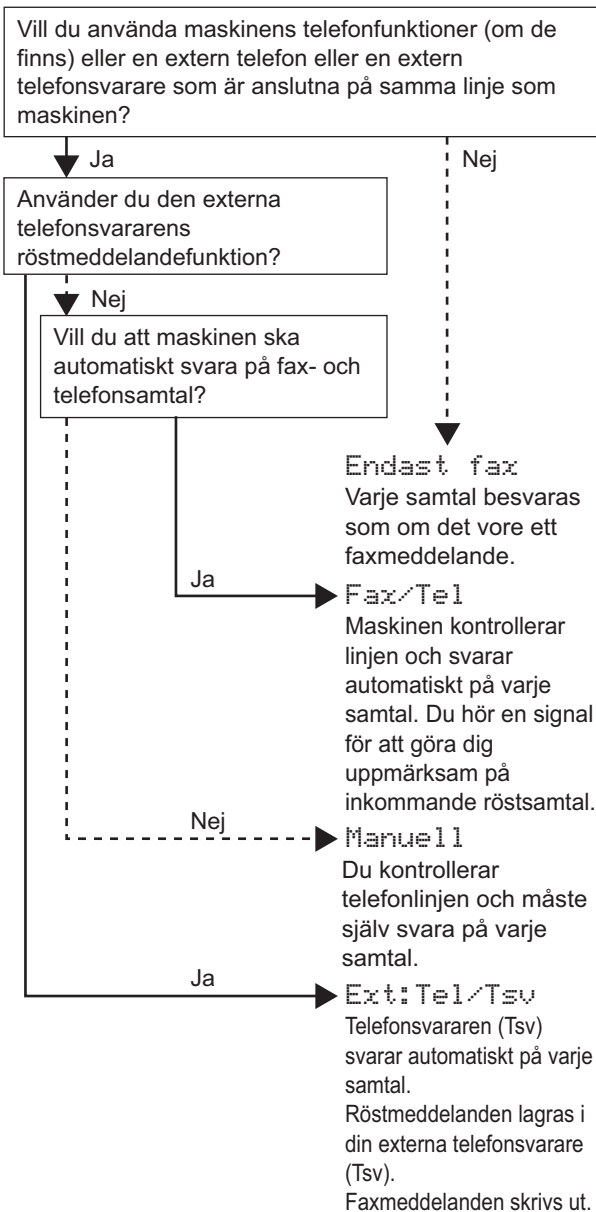 Vill du använda maskinens telefonfunktioner (om de
finns) eller en extern telefon eller en extern
telefonsvarare som är anslutna på samma linje som
maskinen?
Ja
Nej
Använder du den externa
telefonsvararens
röstmeddelandefunktion?
Nej
Vill du att maskinen ska
automatiskt svara på fax- och
telefonsamtal?
Endast fax
Varje samtal besvaras
som om det vore ett
faxmeddelande.
Ja
Fax/Tel
Maskinen kontrollerar
linjen och svarar
automatiskt på varje
samtal. Du hör en signal
för att göra dig
uppmärksam på
inkommande röstsamtal.
Nej
Manuell
Du kontrollerar
telefonlinjen och måste
själv svara på varje
samtal.
Ja
Ext:Tel/Tsv
Telefonsvararen (Tsv)
svarar automatiskt på varje
samtal.
Röstmeddelanden lagras i
din externa telefonsvarare
(Tsv).
Faxmeddelanden skrivs ut.